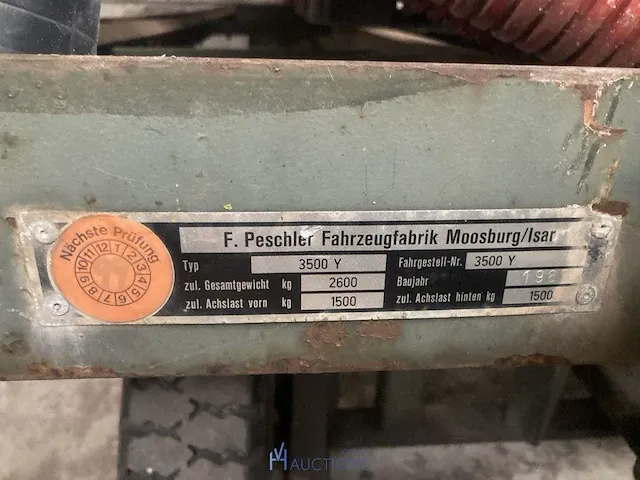 Nächste Prüfung
12 1 2 3 4 5 6 7 8 9 10 11
F. Peschler Fahrzeugfabrik Moosburg/Isar
Typ 3500 Y Fahrgestell-Nr. 3500 Y
zul. Gesamtgewicht kg 2600 Baujahr
zul. Achslast vorn kg 1500 zul. Achslast hinten kg 1500